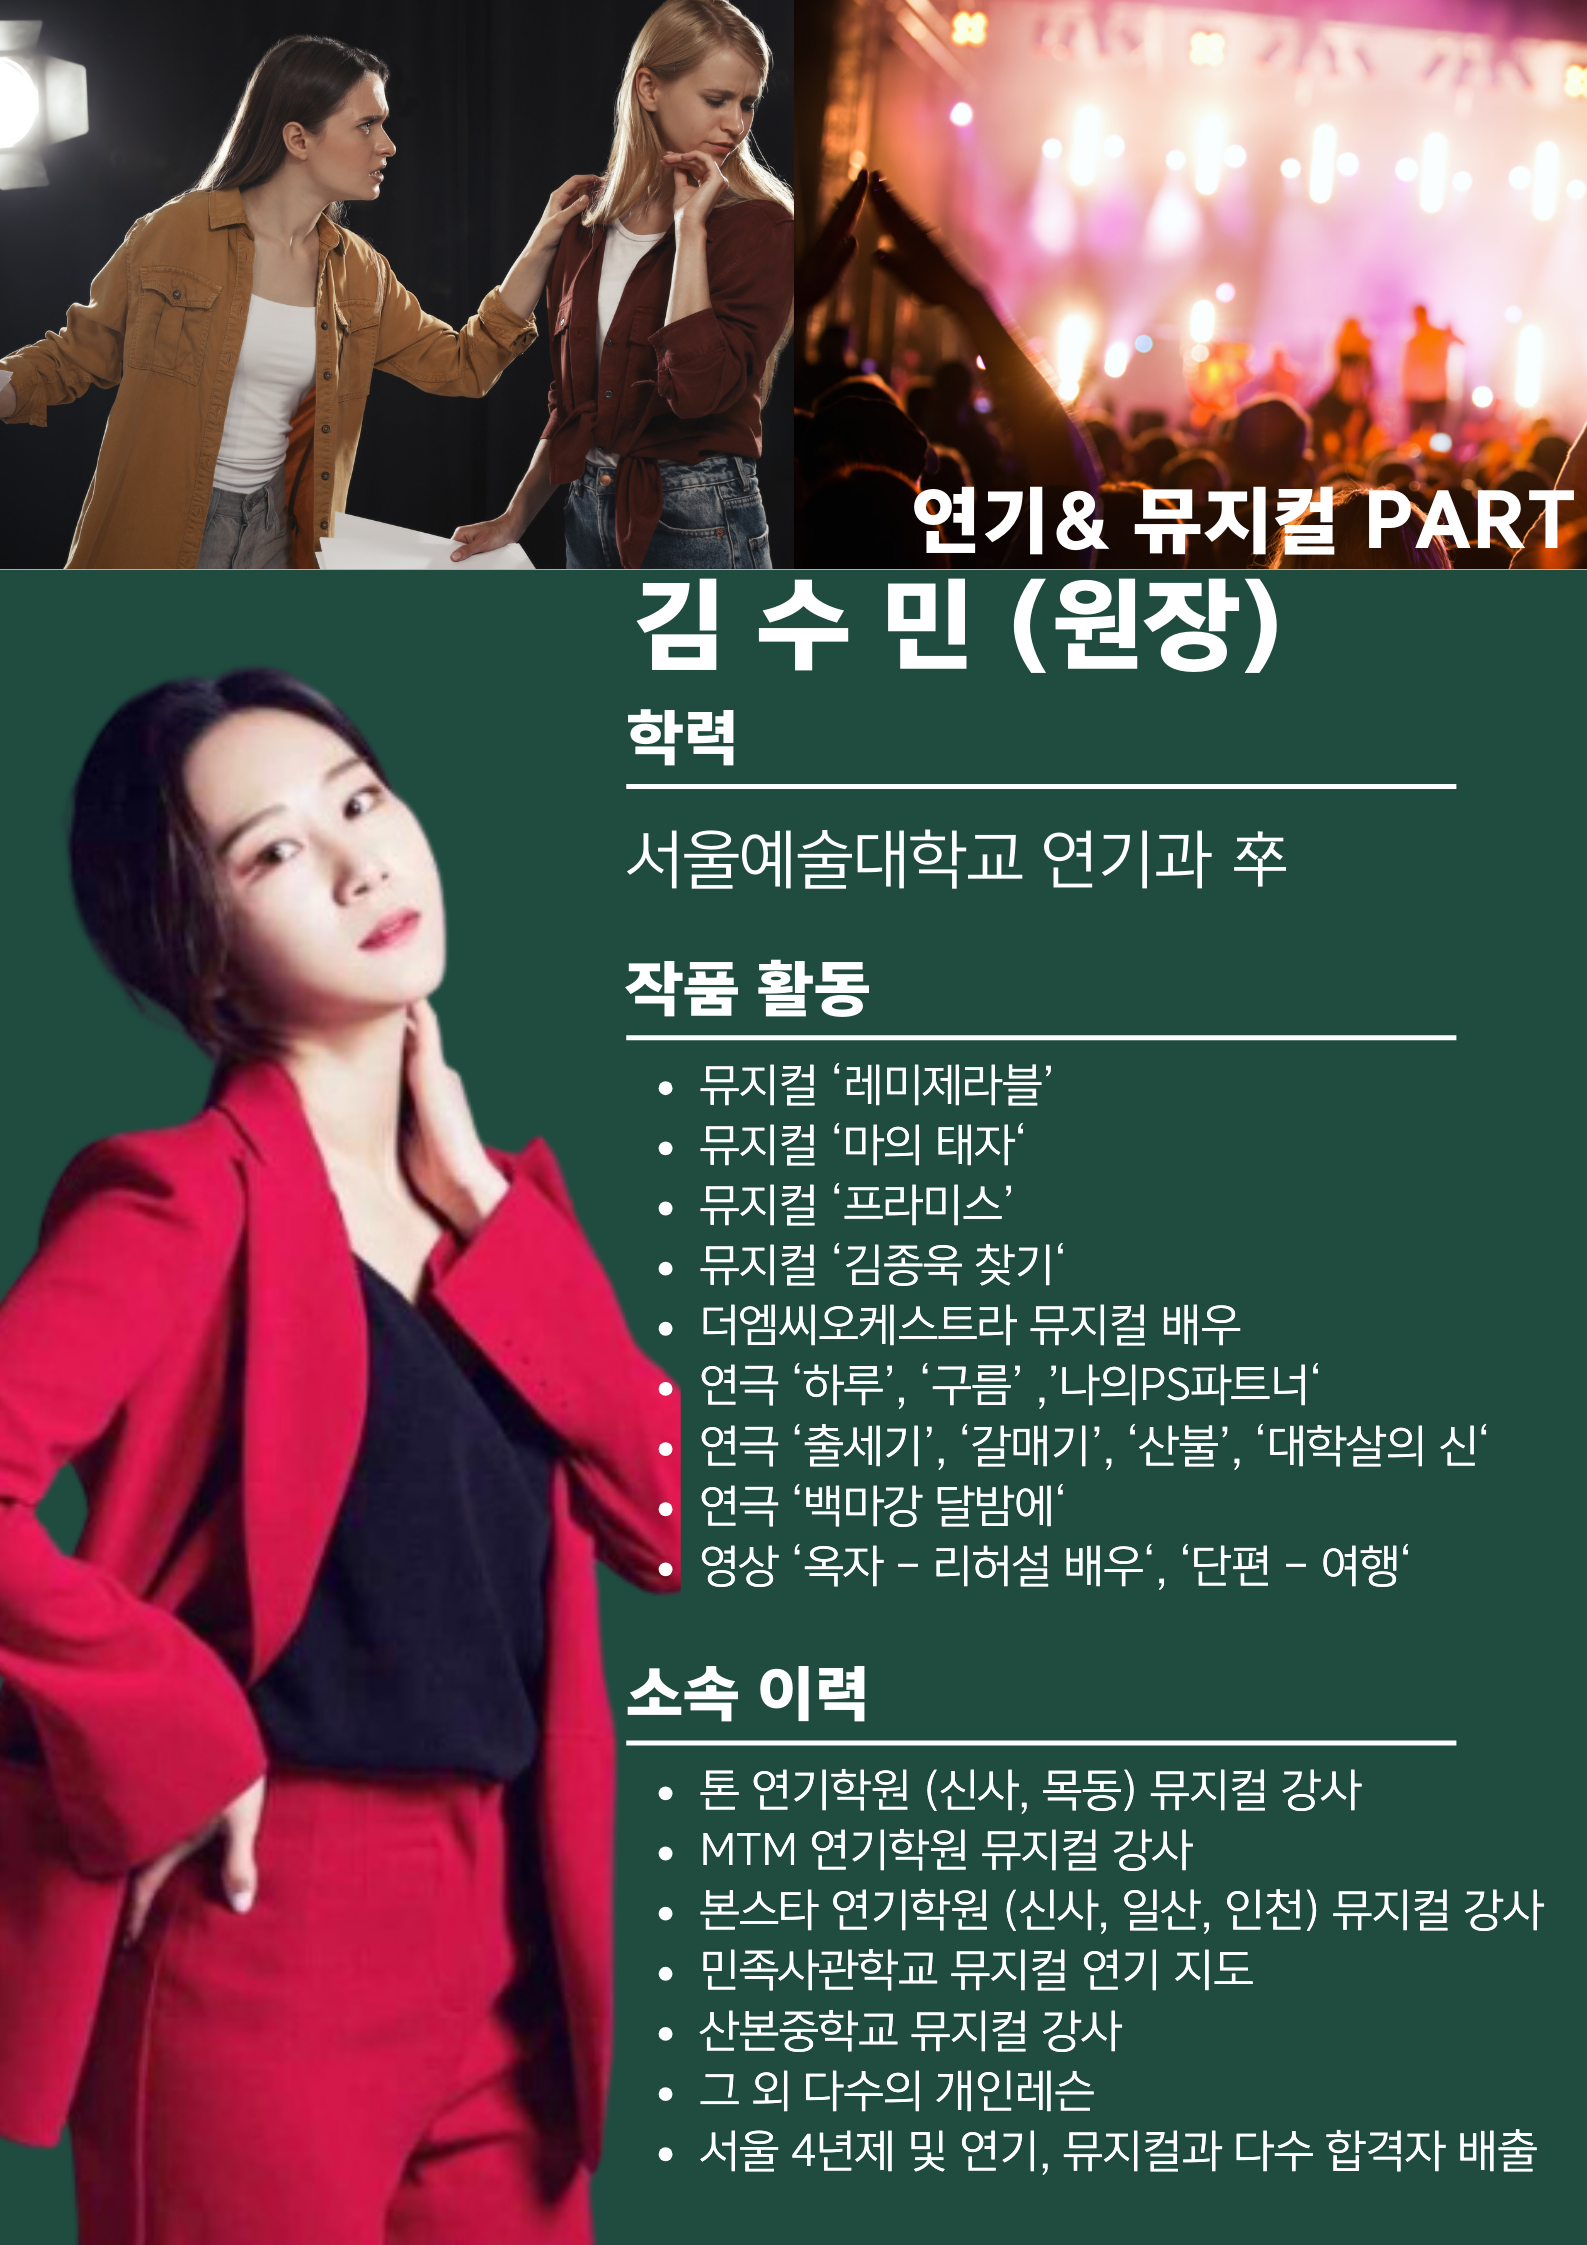 연기& 뮤지컬 PART
김 수 민 (원장)
학력
서울예술대학교 연기과 卒
작품 활동
• 뮤지컬 ‘레미제라블’
• 뮤지컬 ‘마의 태자‘
• 뮤지컬 ‘프라미스’
• 뮤지컬 ‘김종욱 찾기‘
• 더엠씨오케스트라 뮤지컬 배우
• 연극 ‘하루’, ‘구름’ ,’나의PS파트너‘
• 연극 ‘출세기’, ‘갈매기’, ‘산불’, ‘대학살의 신‘
• 연극 ‘백마강 달밤에‘
• 영상 ‘옥자 – 리허설 배우‘, ‘단편 – 여행‘
소속 이력
• 톤 연기학원 (신사, 목동) 뮤지컬 강사
• MTM 연기학원 뮤지컬 강사
• 본스타 연기학원 (신사, 일산, 인천) 뮤지컬 강사
• 민족사관학교 뮤지컬 연기 지도
• 산본중학교 뮤지컬 강사
• 그 외 다수의 개인레슨
• 서울 4년제 및 연기, 뮤지컬과 다수 합격자 배출